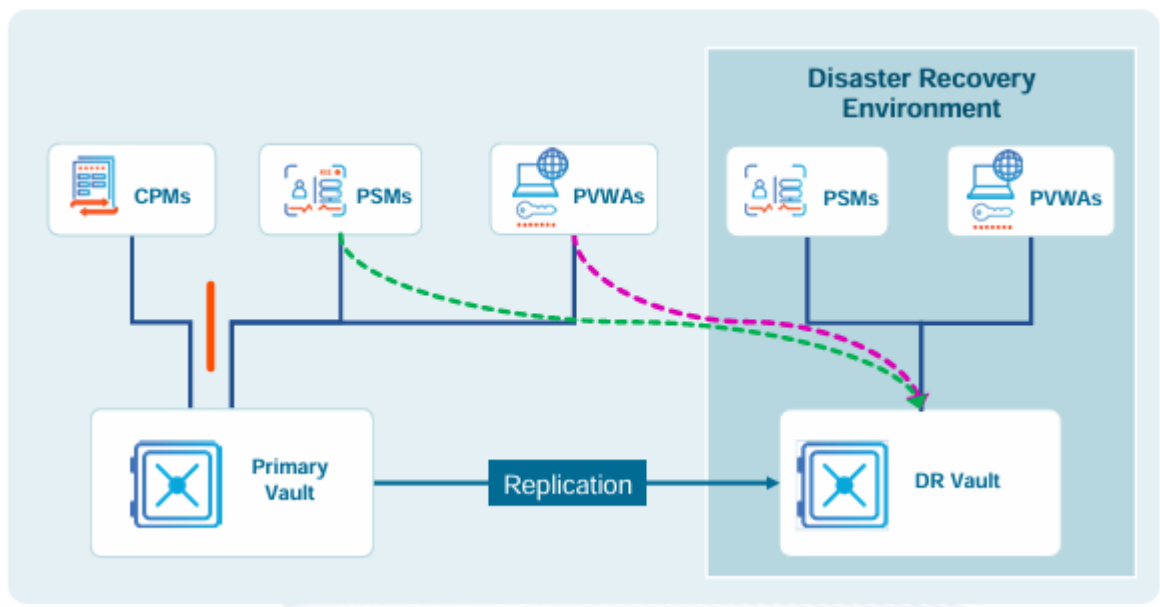 Disaster Recovery
Environment
CPMs
PSMs
PVWAs
PSMs
PVWAs
Primary
Vault
Replication
DR Vault